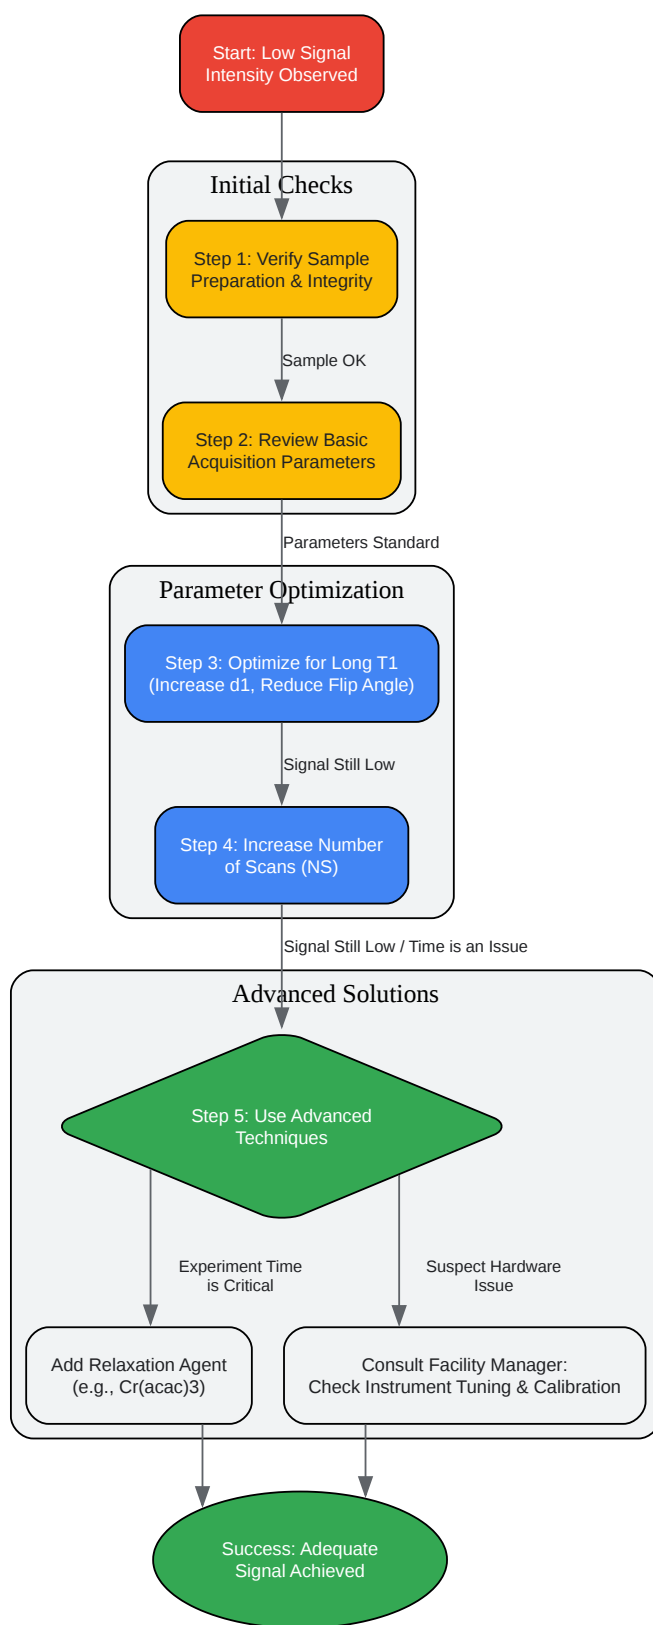 Start: Low Signal
Intensity Observed
Initial Checks
Step 1: Verify Sample
Preparation & Integrity
Sample OK
Step 2: Review Basic
Acquisition Parameters
Parameters Standard
Parameter Optimization
Step 3: Optimize for Long T1
(Increase d1, Reduce Flip Angle)
Signal Still Low
Step 4: Increase Number
of Scans (NS)
Signal Still Low / Time is an Issue
Advanced Solutions
Step 5: Use Advanced
Techniques
Experiment Time
is Critical
Suspect Hardware
Issue
Add Relaxation Agent
(e.g., Cr(acac)3)
Consult Facility Manager:
Check Instrument Tuning & Calibration
Success: Adequate
Signal Achieved